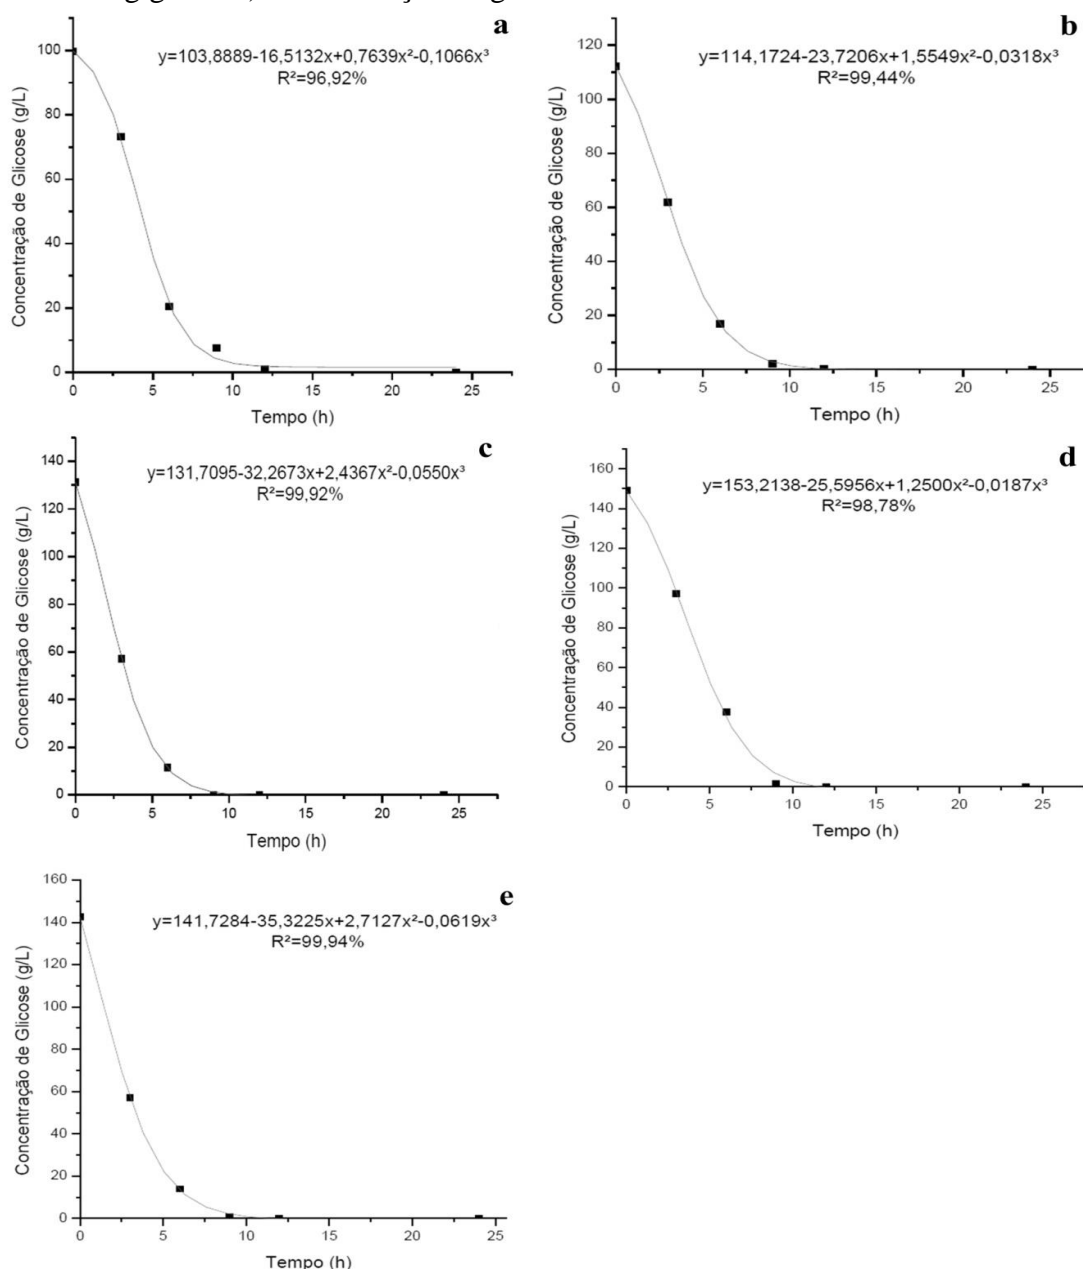 a
y=103,8889-16,5132x+0,7639x²-0,1066x³
R²=96,92%
Concentração de Glicose (g/L)
100
80
60
40
20
0
0 5 10 15 20 25
Tempo (h)
b
y=114,1724-23,7206x+1,5549x²-0,0318x³
R²=99,44%
Concentração de Glicose (g/L)
120
100
80
60
40
20
0
0 5 10 15 20 25
Tempo (h)
c
y=131,7095-32,2673x+2,4367x²-0,0550x³
R²=99,92%
Concentração de Glicose (g/L)
140
120
100
80
60
40
20
0
0 5 10 15 20 25
Tempo (h)
d
y=153,2138-25,5956x+1,2500x²-0,0187x³
R²=98,78%
Concentração de Glicose (g/L)
160
140
120
100
80
60
40
20
0
0 5 10 15 20 25
Tempo (h)
e
y=141,7284-35,3225x+2,7127x²-0,0619x³
R²=99,94%
Concentração de Glicose (g/L)
160
140
120
100
80
60
40
20
0
0 5 10 15 20 25
Tempo (h)